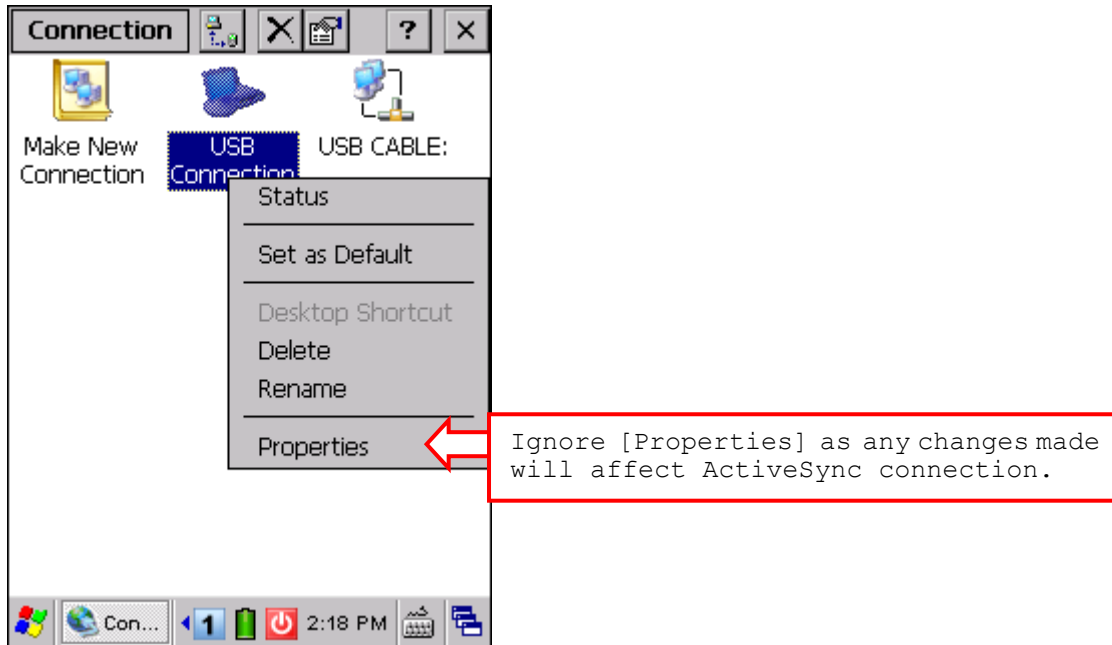 Connection ? ×
Make New
Connection
USB
Connection
USB CABLE:
Status
Set as Default
Desktop Shortcut
Delete
Rename
Properties
Ignore [Properties] as any changes made
will affect ActiveSync connection.
Con... 1 2:18 PM